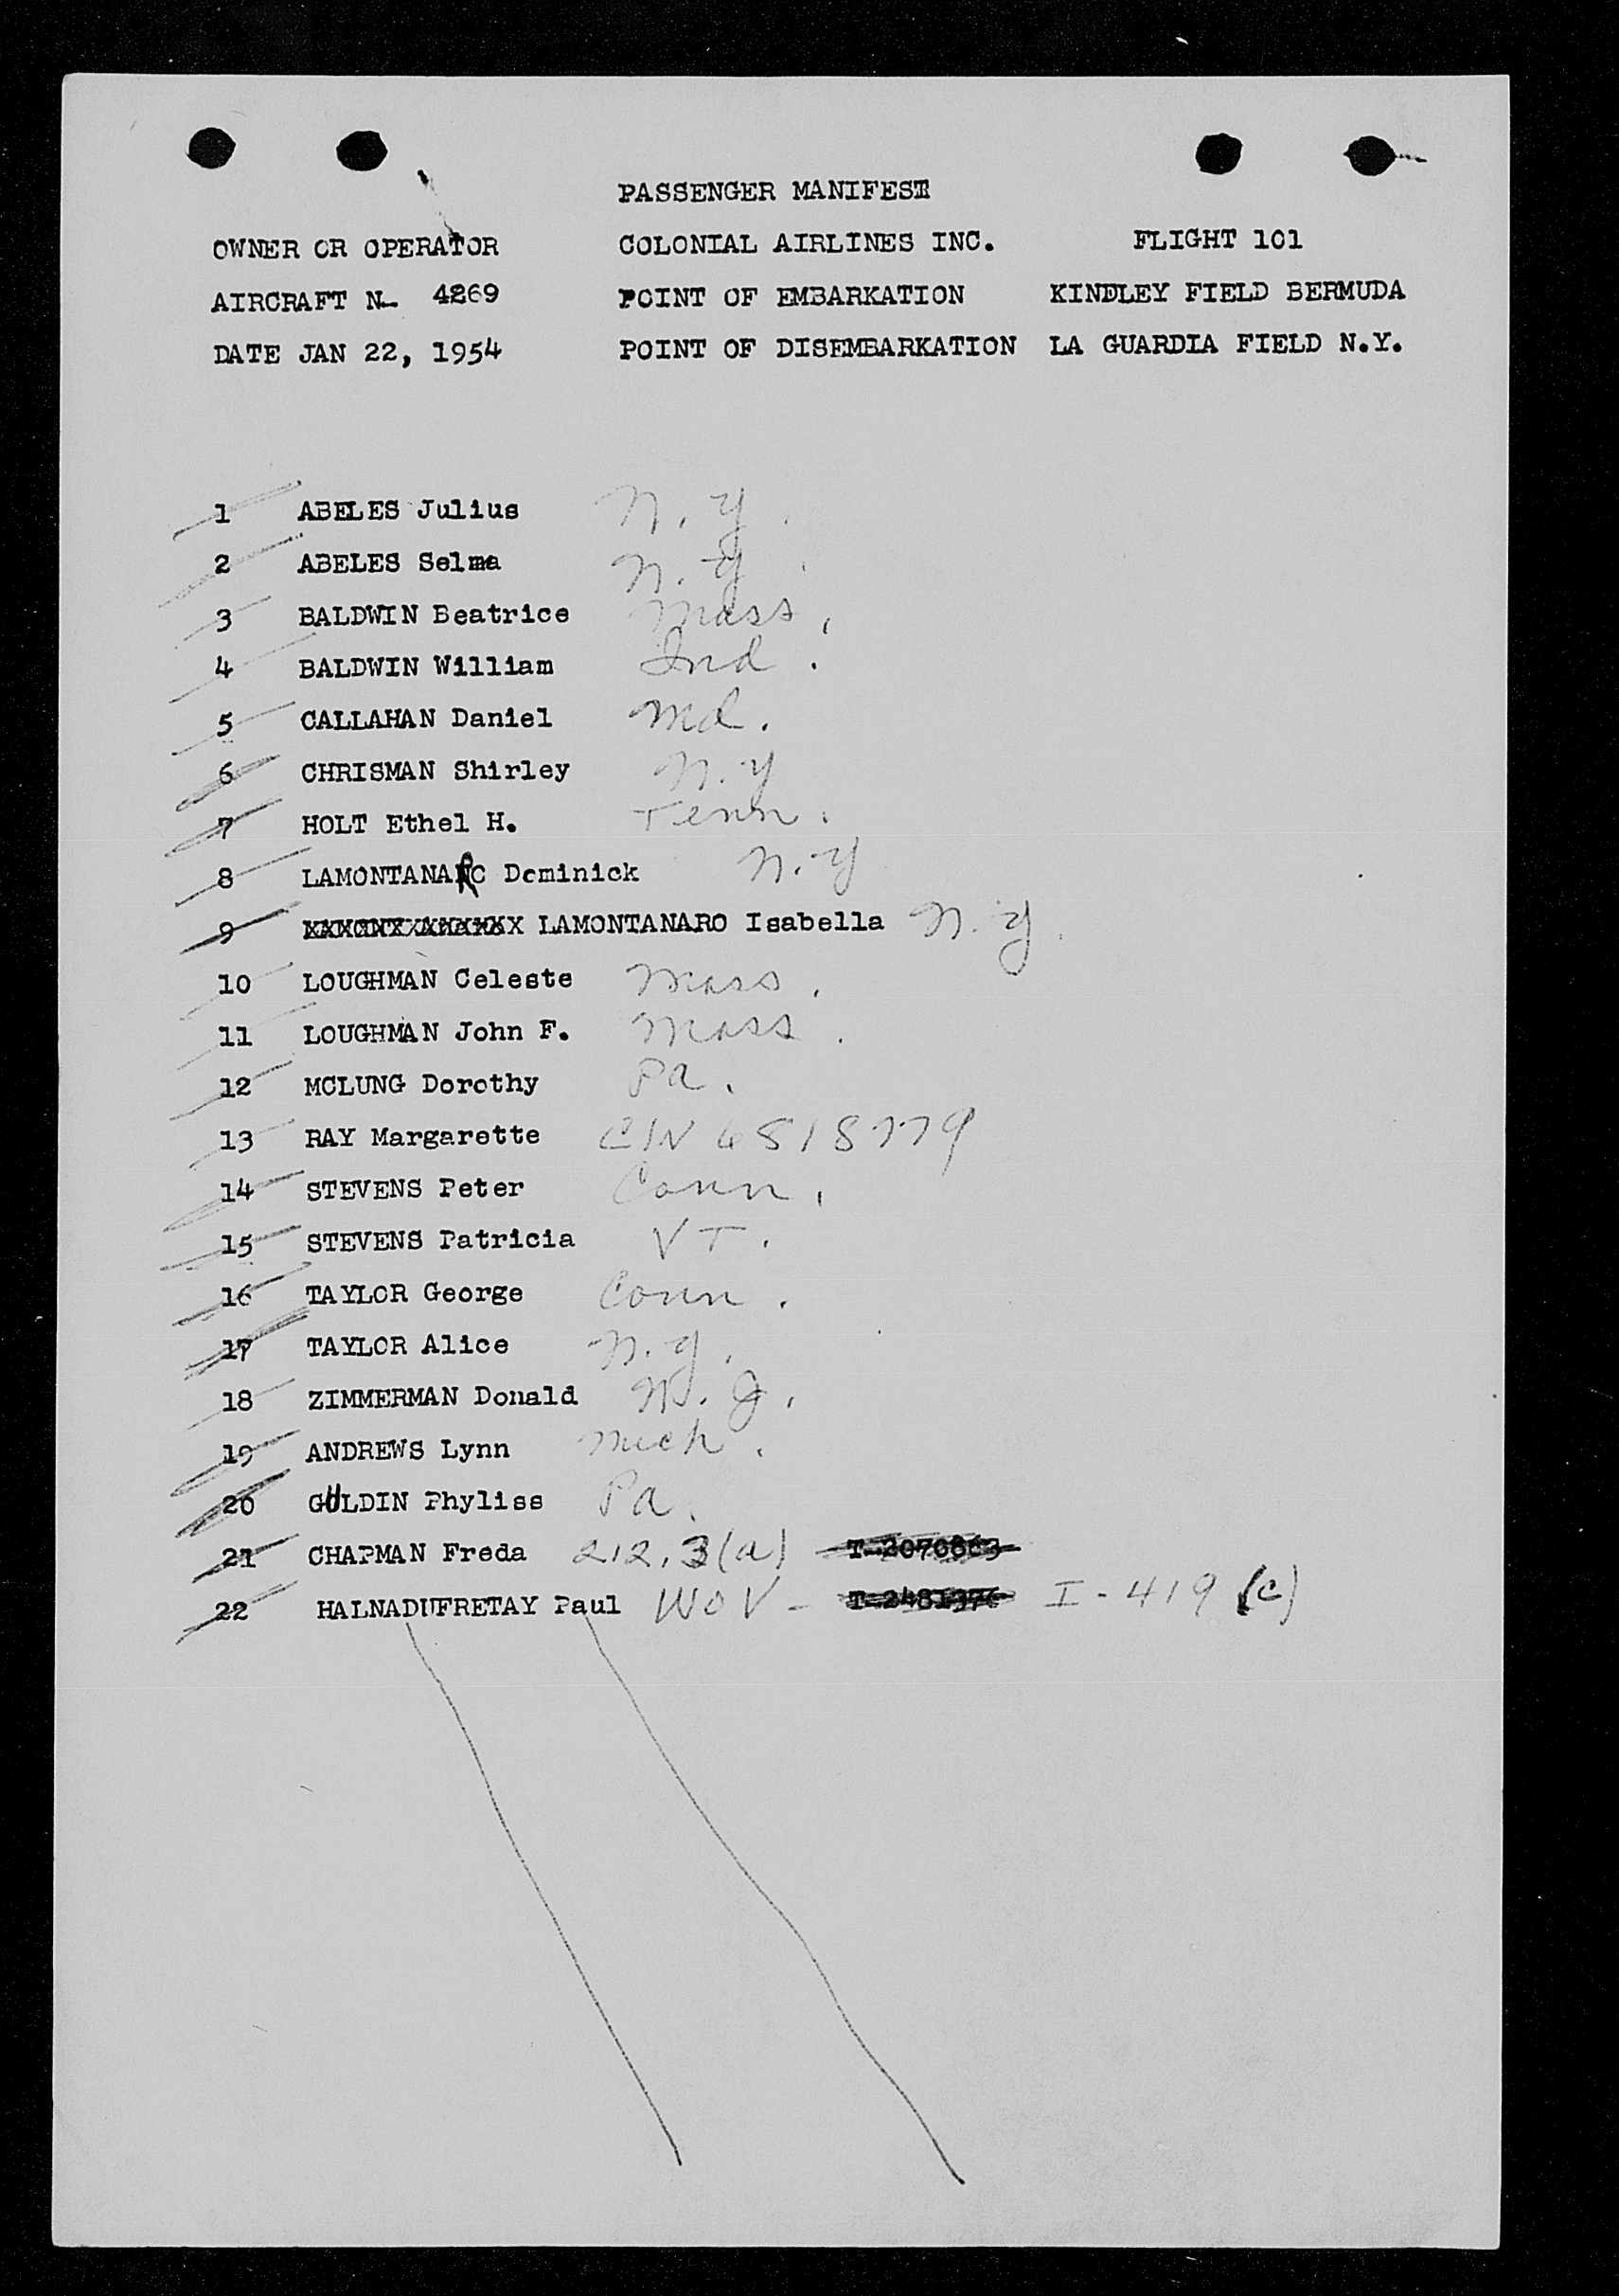 PASSENGER MANIFEST
OWNER OR OPERATOR COLONIAL AIRLINES INC. FLIGHT 101
AIRCRAFT N- 4869 POINT OF EMBARKATION KINDLEY FIELD BERMUDA
DATE JAN 22, 1954 POINT OF DISEMBARKATION LA GUARDIA FIELD N.Y.
1 ABELES Julius N.Y.
2 ABELES Selma N.Y.
3 BALDWIN Beatrice Mass.
4 BALDWIN William Ind.
5 CALLAHAN Daniel Md.
6 CHRISMAN Shirley N.Y
7 HOLT Ethel H. Tenn.
8 LAMONTANARO Dominick N.Y
9 LAMONTANARO Isabella N.Y.
10 LOUGHMAN Celeste Mass.
11 LOUGHMAN John F. Mass.
12 MCLUNG Dorothy Pa.
13 RAY Margarette CIN 6818779
14 STEVENS Peter Conn.
15 STEVENS Patricia VT.
16 TAYLOR George Conn.
17 TAYLOR Alice N.Y.
18 ZIMMERMAN Donald N.J.
19 ANDREWS Lynn Mich.
20 GULDIN Phyliss Pa.
21 CHAPMAN Freda 212.3(a)
22 HALNADUFRETAY Paul WOV - I-419 (c)